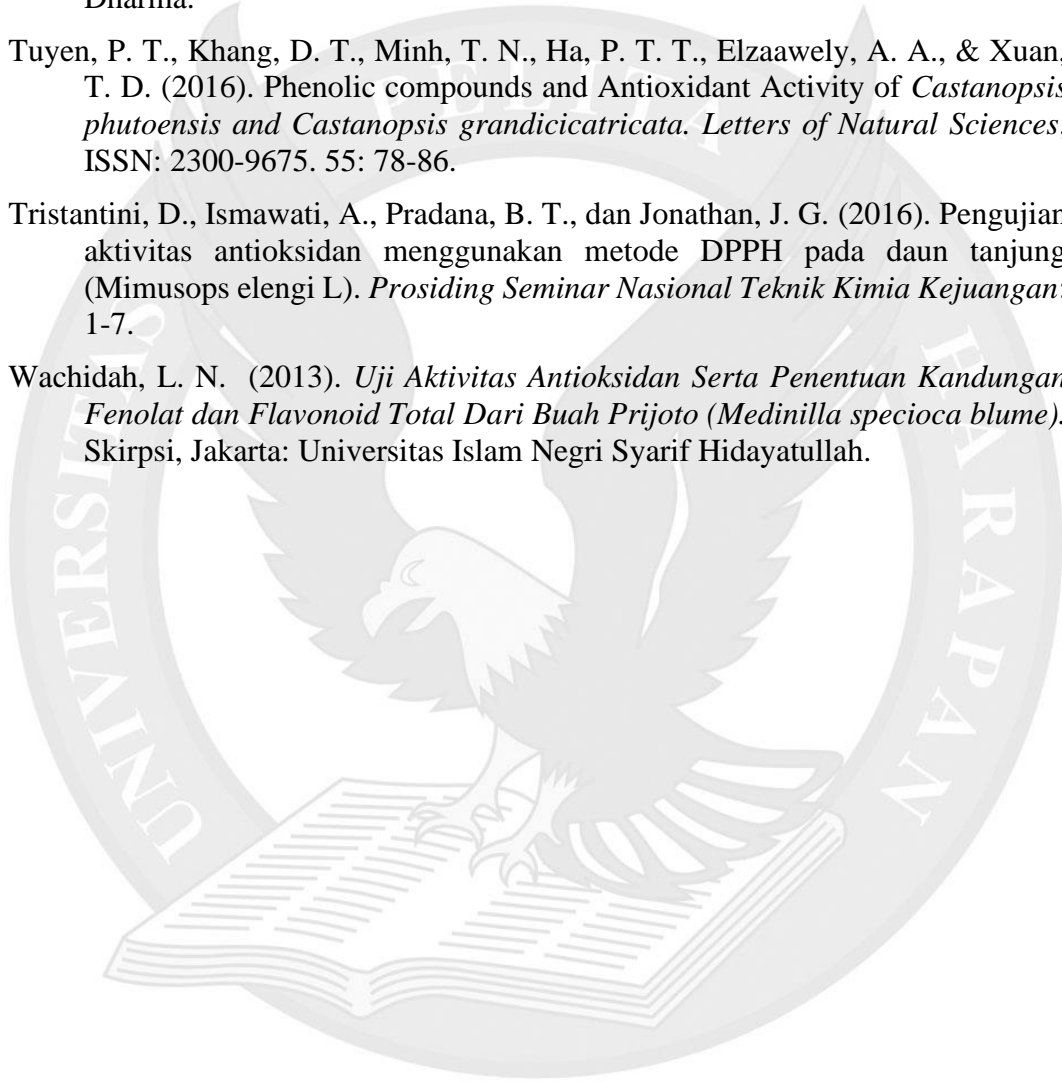 Dharma.
Tuyen, P. T., Khang, D. T., Minh, T. N., Ha, P. T. T., Elzaawely, A. A., & Xuan,
T. D. (2016). Phenolic compounds and Antioxidant Activity of Castanopsis
phutoensis and Castanopsis grandicicatricata. Letters of Natural Sciences,
ISSN: 2300-9675. 55: 78-86.
Tristantini, D., Ismawati, A., Pradana, B. T., dan Jonathan, J. G. (2016). Pengujian
aktivitas antioksidan menggunakan metode DPPH pada daun tanjung
(Mimusops elengi L). Prosiding Seminar Nasional Teknik Kimia Kejuangan:
1-7.
Wachidah, L. N. (2013). Uji Aktivitas Antioksidan Serta Penentuan Kandungan
Fenolat dan Flavonoid Total Dari Buah Prijoto (Medinilla specioca blume).
Skirpsi, Jakarta: Universitas Islam Negri Syarif Hidayatullah.
UNIVERSITAS PELITA HARAPAN